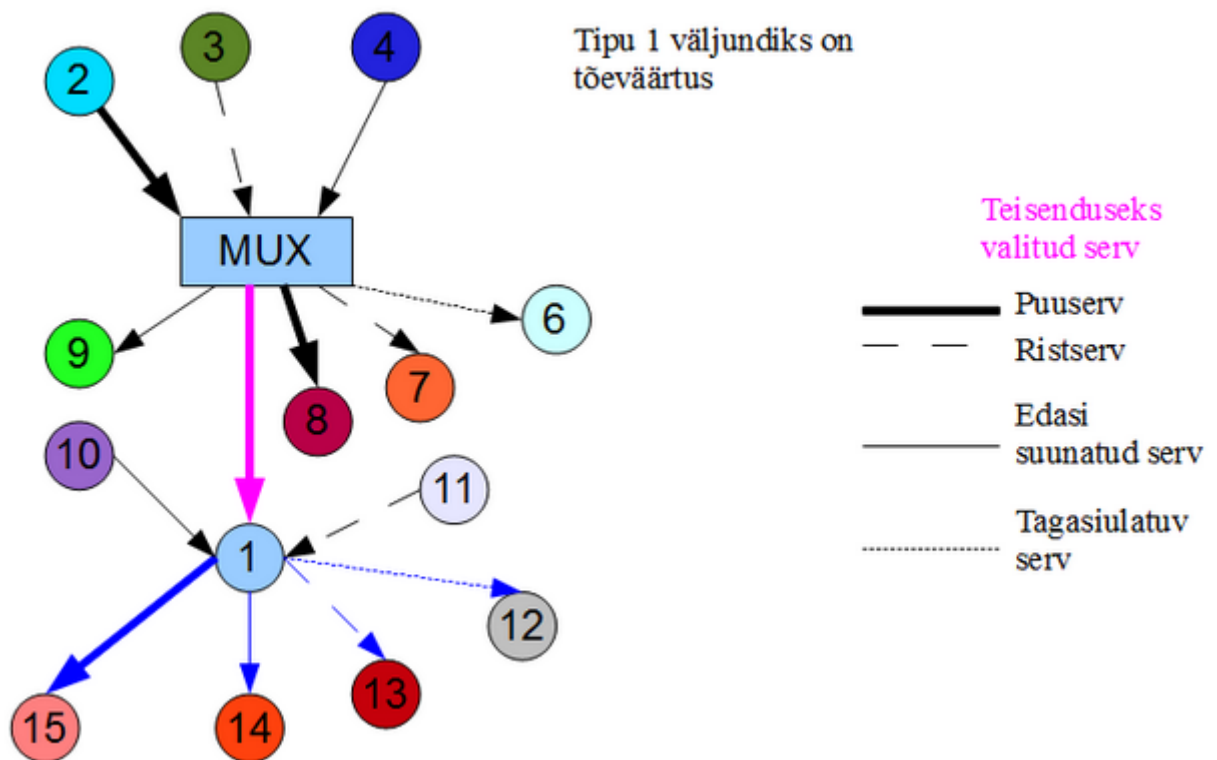 Tipu 1 väljundiks on
tõeväärtus
2
3
4
MUX
9
8
7
6
10
11
1
12
15
14
13
Teisenduseks
valitud serv
Puuserv
Ristserv
Edasi
suunatud serv
Tagasiulatuv
serv